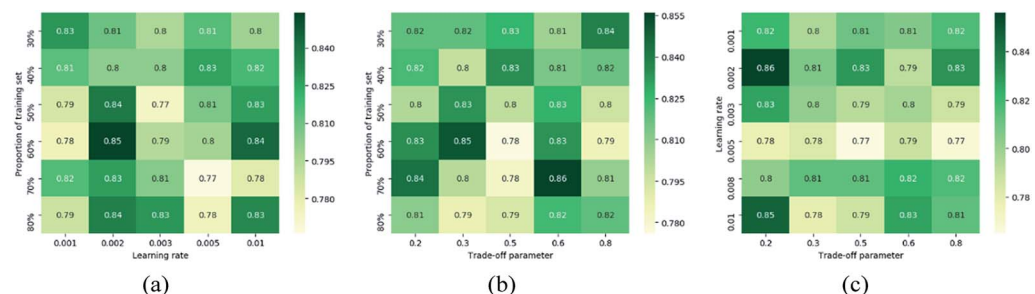 30% 0.83 0.81 0.8 0.81 0.8
40% 0.81 0.8 0.8 0.83 0.82
50% 0.79 0.84 0.77 0.81 0.83
60% 0.78 0.85 0.79 0.8 0.84
70% 0.82 0.83 0.81 0.77 0.78
80% 0.79 0.84 0.83 0.78 0.83
0.001 0.002 0.003 0.005 0.01
Proportion of training set
Learning rate
0.840
0.825
0.810
0.795
0.780
(a)
30% 0.82 0.82 0.83 0.81 0.84
40% 0.82 0.8 0.83 0.81 0.82
50% 0.8 0.83 0.8 0.83 0.8
60% 0.83 0.85 0.78 0.83 0.79
70% 0.84 0.8 0.78 0.86 0.81
80% 0.81 0.79 0.79 0.82 0.82
0.2 0.3 0.5 0.6 0.8
Proportion of training set
Trade-off parameter
0.855
0.840
0.825
0.810
0.795
0.780
(b)
0.001 0.82 0.8 0.81 0.81 0.82
0.002 0.86 0.81 0.83 0.79 0.83
0.003 0.83 0.8 0.79 0.8 0.79
0.005 0.78 0.78 0.77 0.79 0.77
0.008 0.8 0.81 0.81 0.82 0.82
0.01 0.85 0.78 0.79 0.83 0.81
0.2 0.3 0.5 0.6 0.8
Learning rate
Trade-off parameter
0.84
0.82
0.80
0.78
(c)